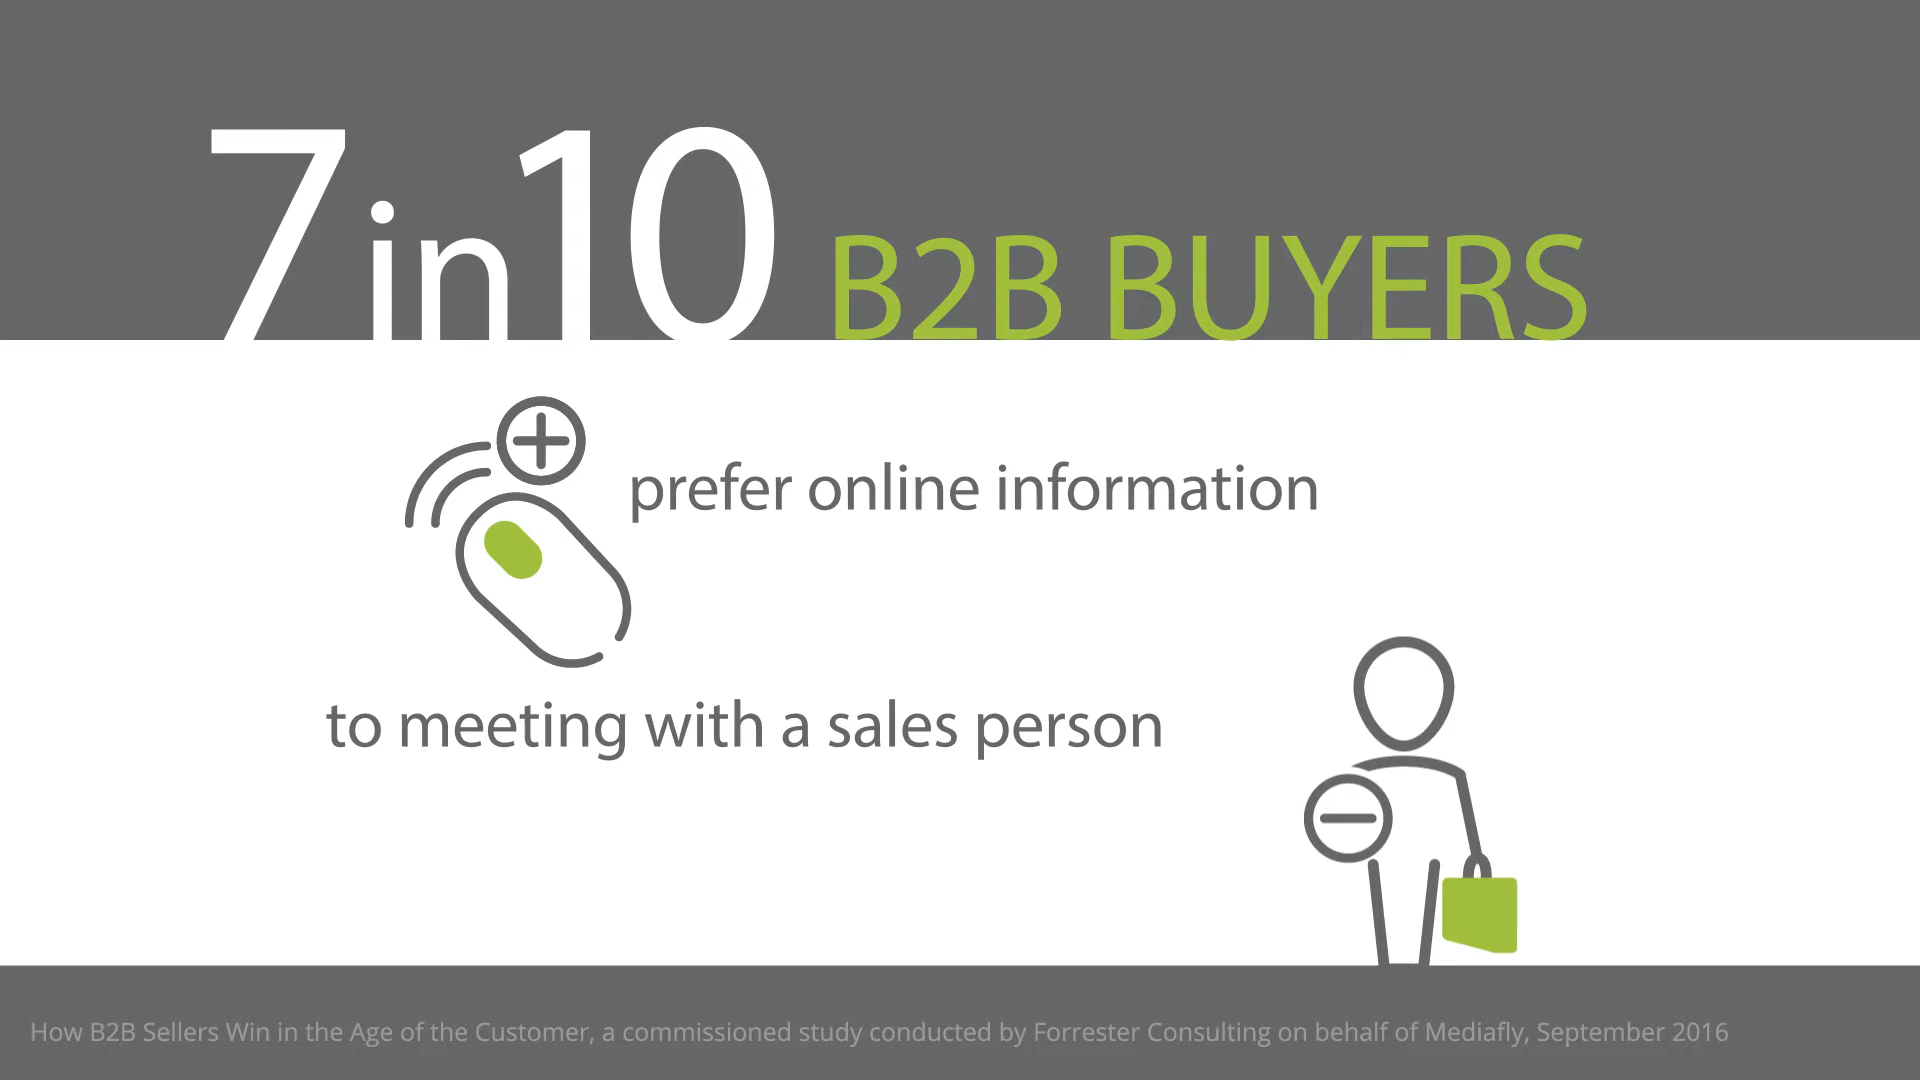 7 in 10 B2B BUYERS
prefer online information
to meeting with a sales person
How B2B Sellers Win in the Age of the Customer, a commissioned study conducted by Forrester Consulting on behalf of Mediafly, September 2016